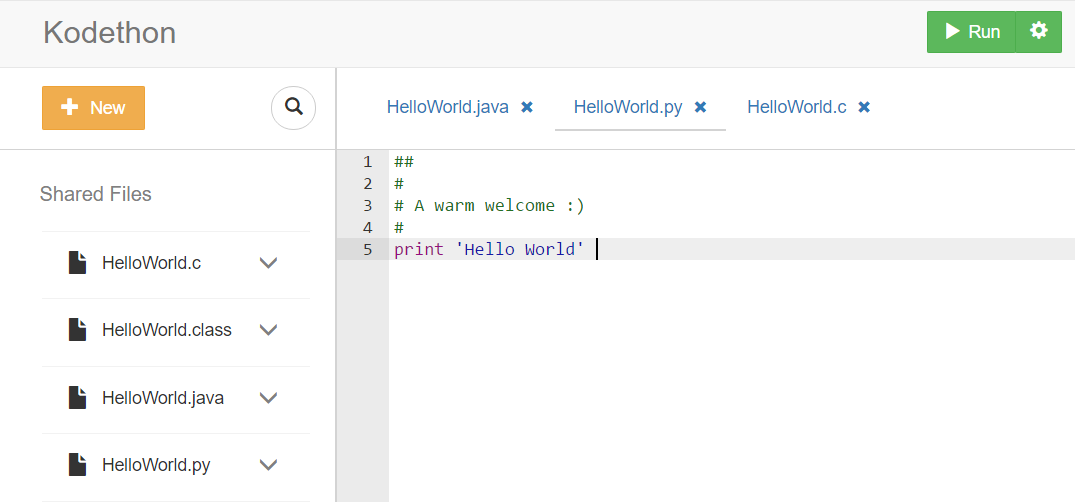 Kodethon
Run
New
Shared Files
HelloWorld.c
HelloWorld.class
HelloWorld.java
HelloWorld.py
HelloWorld.java HelloWorld.py HelloWorld.c
1 ##
2 #
3 # A warm welcome :)
4 #
5 print 'Hello World'